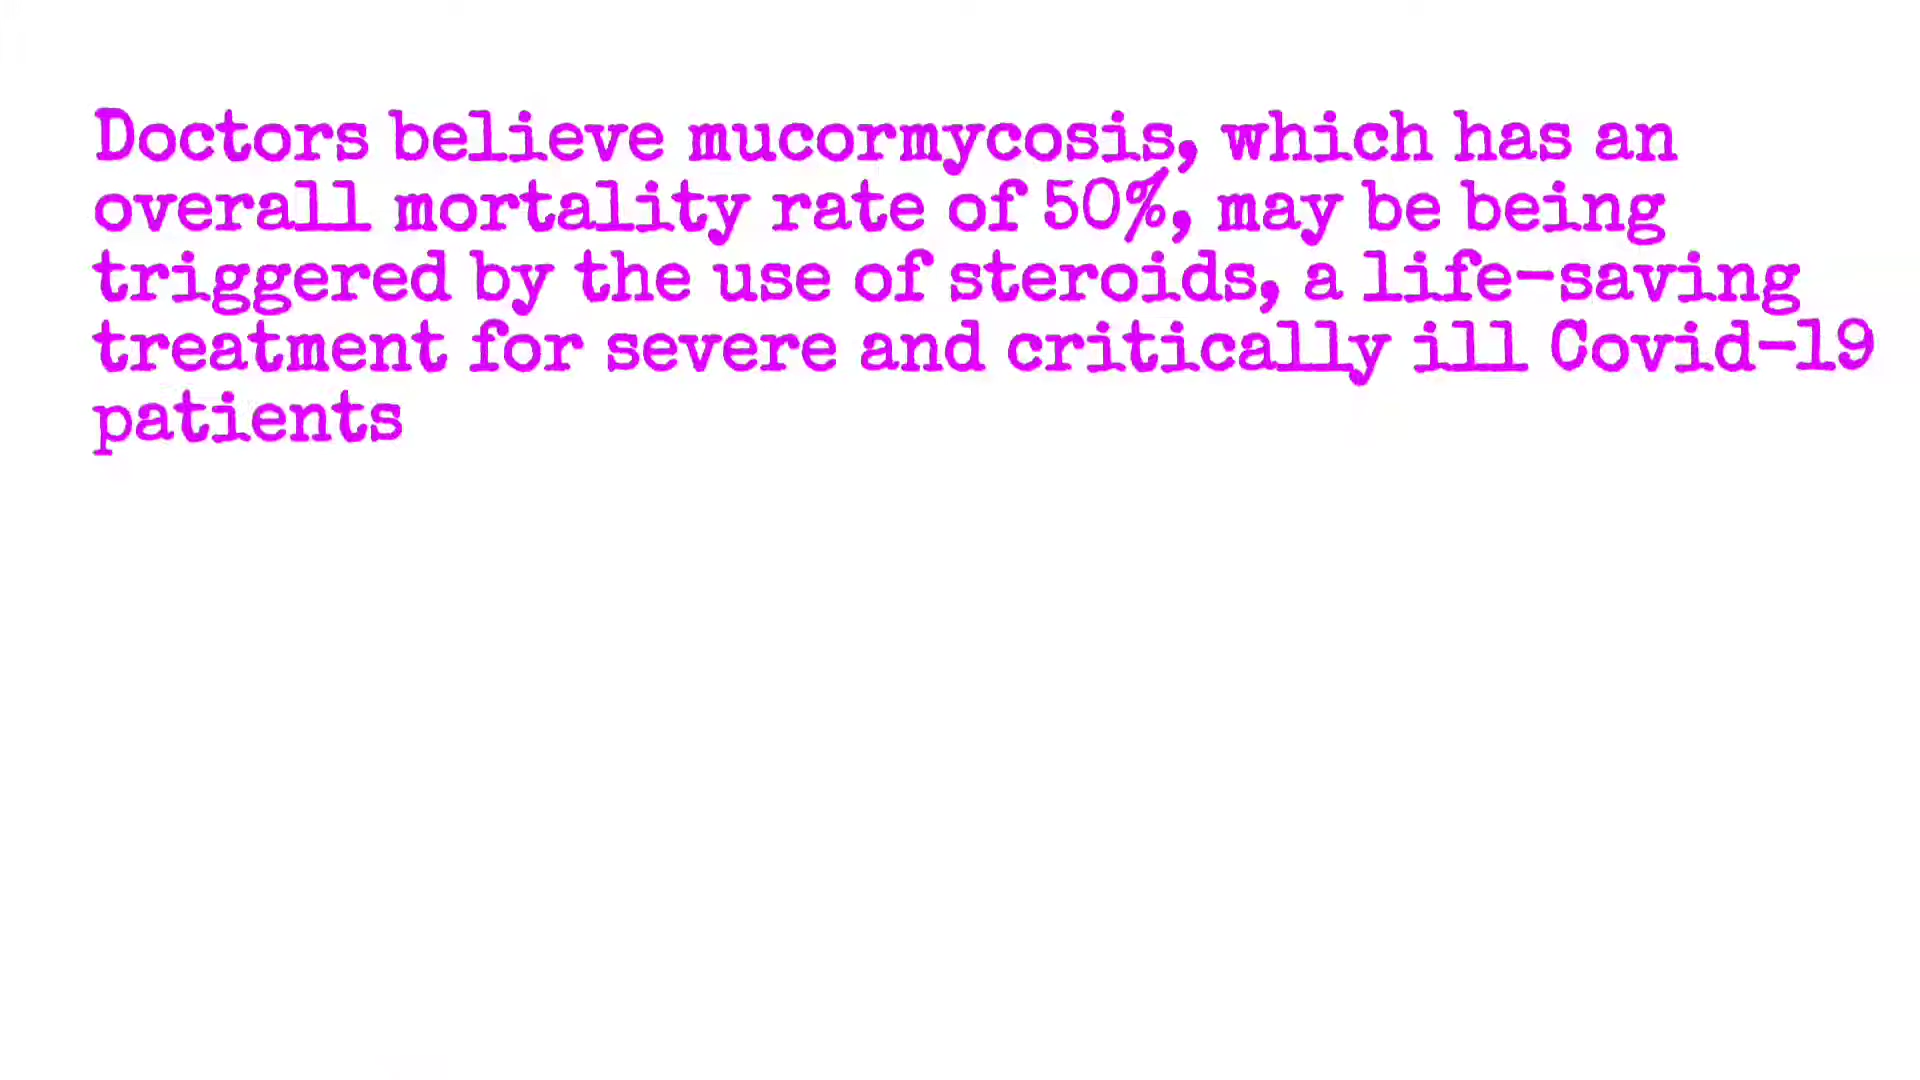 Doctors believe mucormycosis, which has an
overall mortality rate of 50%, may be being
triggered by the use of steroids, a life-saving
treatment for severe and critically ill Covid-19
patients